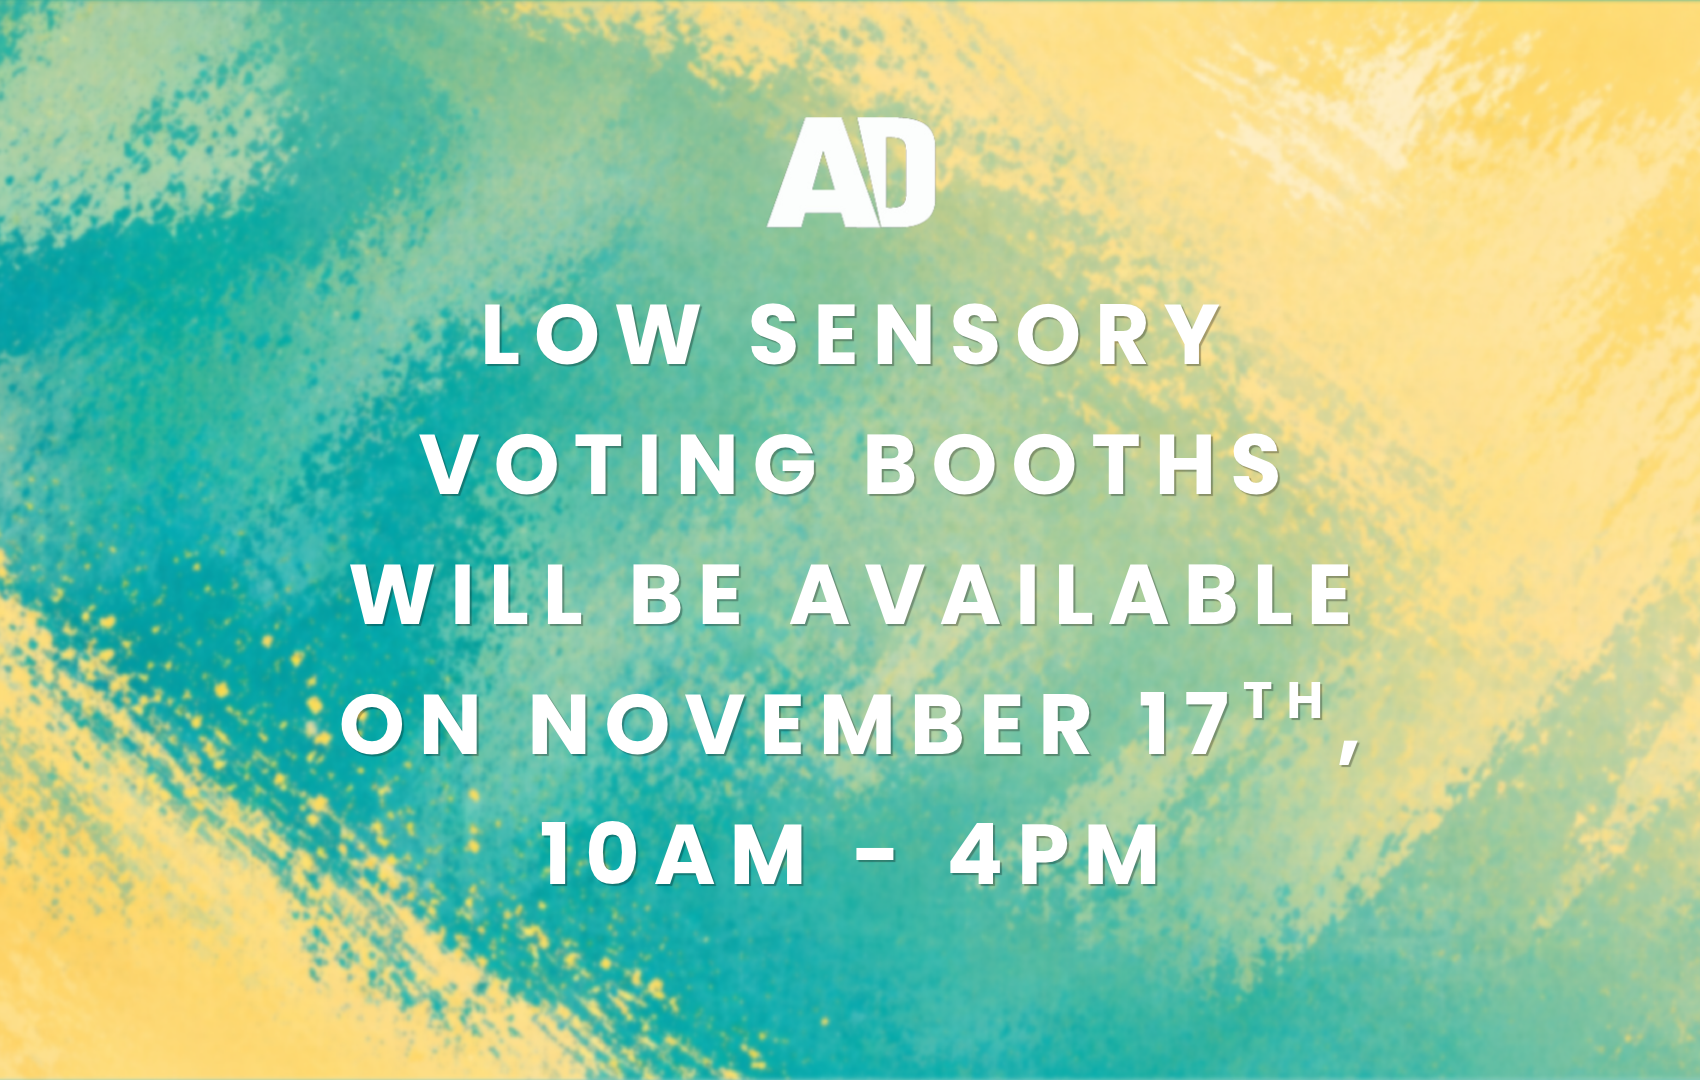 AD
LOW SENSORY
VOTING BOOTHS
WILL BE AVAILABLE
ON NOVEMBER 17TH,
10AM - 4PM